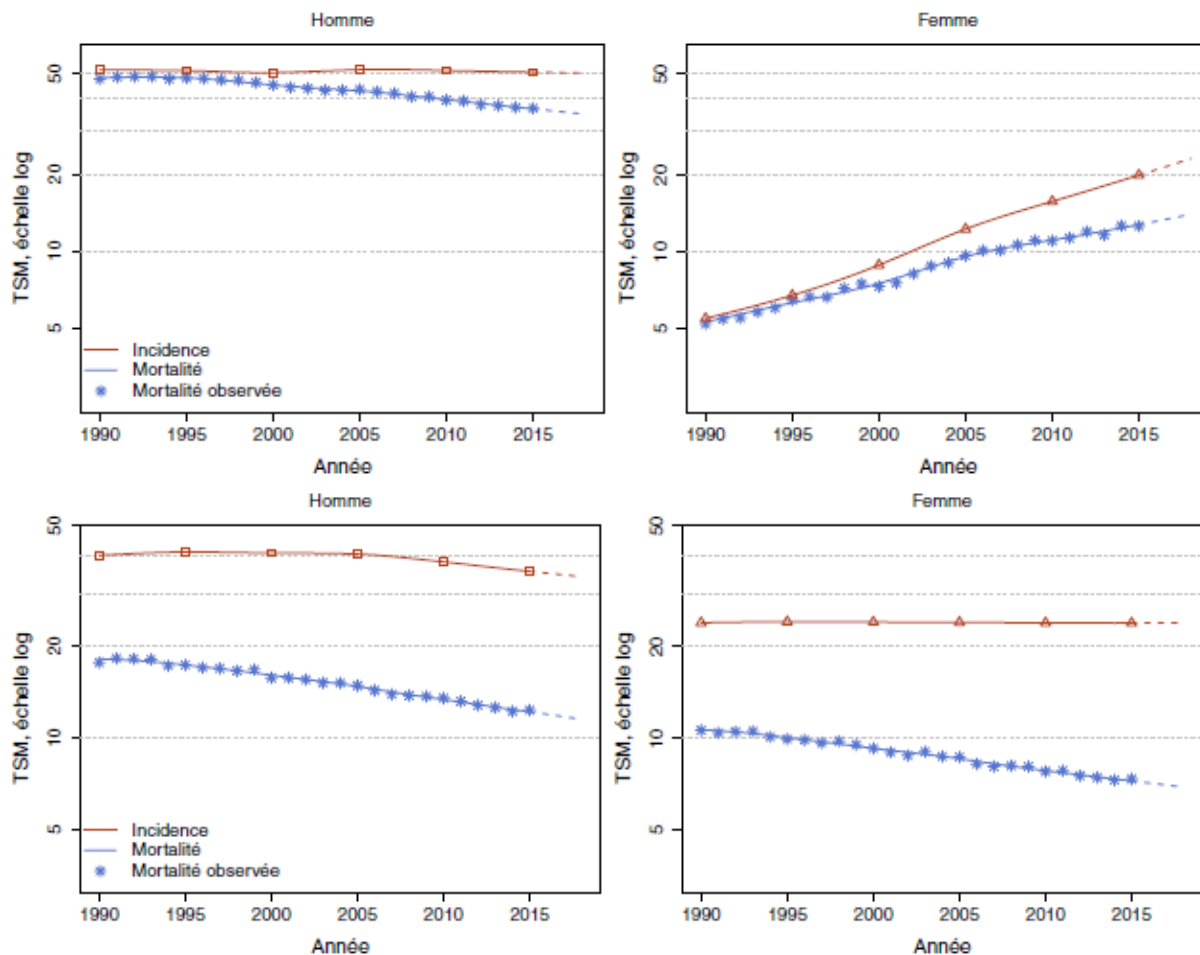 Homme
TSM, échelle log
50
20
10
5
Incidence
Mortalité
Mortalité observée
1990 1995 2000 2005 2010 2015
Année
Femme
TSM, échelle log
50
20
10
5
1990 1995 2000 2005 2010 2015
Année
Homme
TSM, échelle log
50
20
10
5
Incidence
Mortalité
Mortalité observée
1990 1995 2000 2005 2010 2015
Année
Femme
TSM, échelle log
50
20
10
5
1990 1995 2000 2005 2010 2015
Année